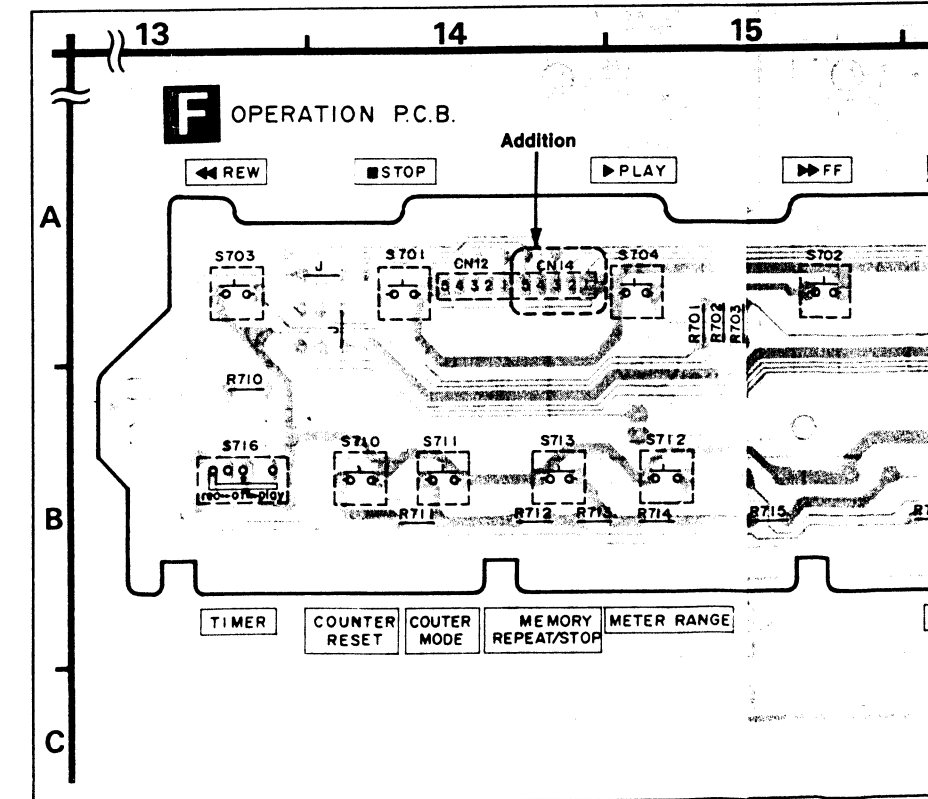 13 14 15
F OPERATION P.C.B.
Addition
◀◀ REW ■ STOP ▶ PLAY ▶▶ FF
A
S703 S701 CN12 CN14 S704 S702
J
5 4 3 2 1 5 4 3 2 1
J
R701 R702 R703
R710
S716 S710 S711 S713 S712
rec-off-play
B
R711 R712 R713 R714 R715
TIMER
COUNTER
RESET
COUTER
MODE
MEMORY
REPEAT/STOP
METER RANGE
C